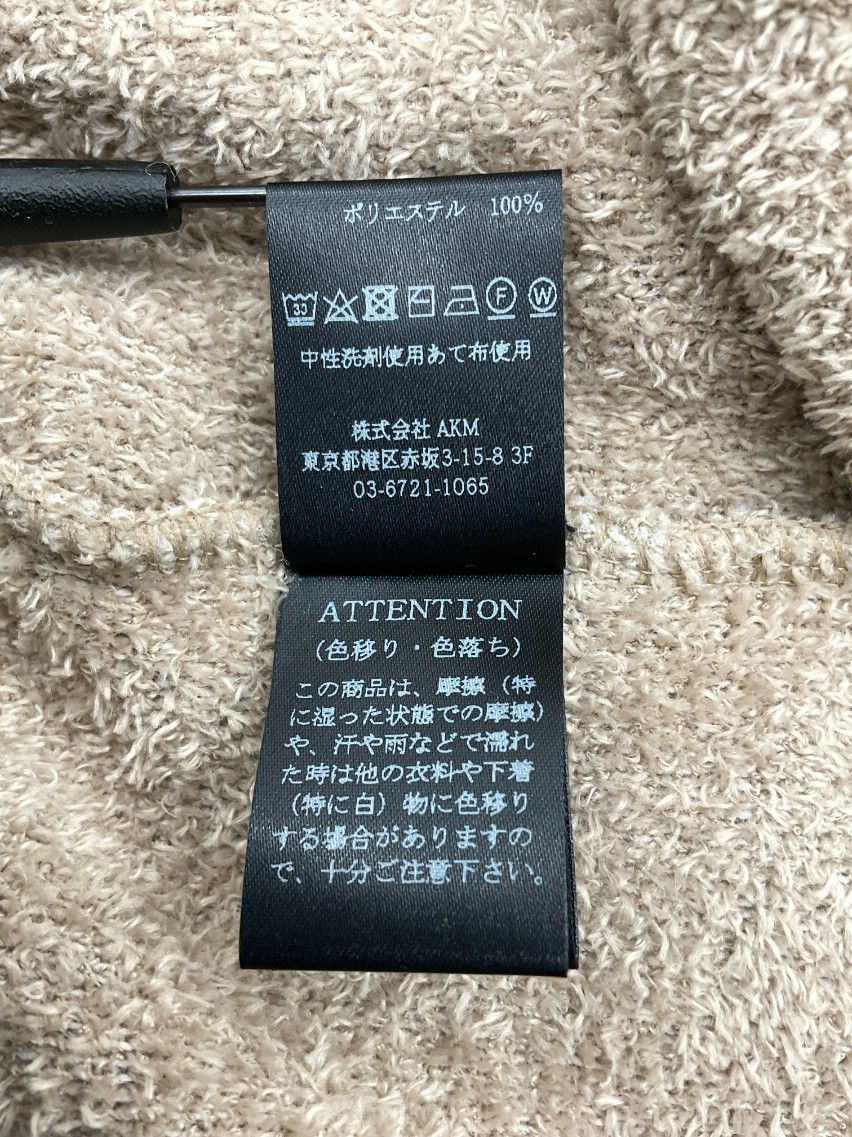 ポリエステル 100%
30 F W
中性洗剤使用あて布使用
株式会社 AKM
東京都港区赤坂3-15-8 3F
03-6721-1065
ATTENTION
(色移り・色落ち)
この商品は、摩擦 (特
に湿った状態での摩擦)
や、汗や雨などで濡れ
た時は他の衣料や下着
(特に白) 物に色移り
する場合がありますの
で、十分ご注意下さい。